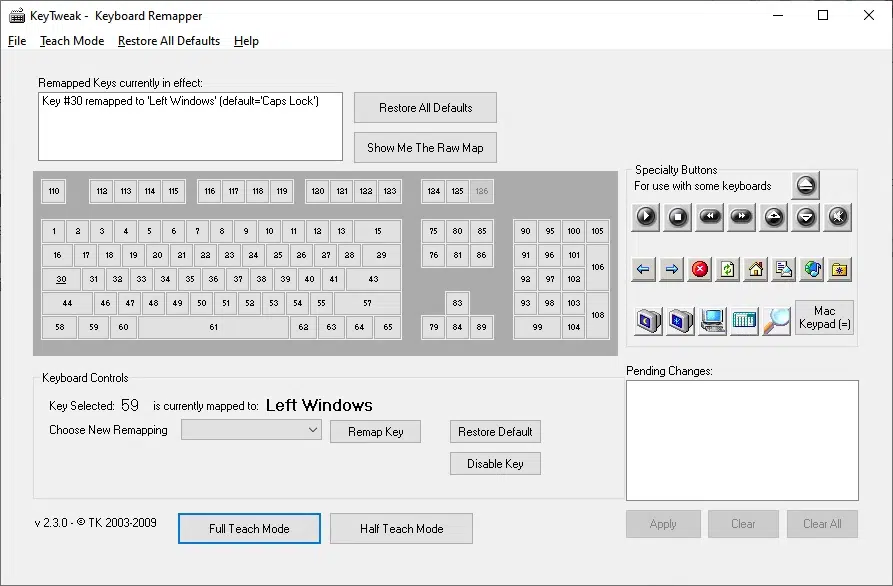 KeyTweak - Keyboard Remapper
File Teach Mode Restore All Defaults Help
Remapped Keys currently in effect:
Key #30 remapped to 'Left Windows' (default='Caps Lock')
Restore All Defaults
Show Me The Raw Map
110 112 113 114 115 116 117 118 119 120 121 122 123 124 125 126
1 2 3 4 5 6 7 8 9 10 11 12 13 15 75 80 85 90 95 100 105
16 17 18 19 20 21 22 23 24 25 26 27 28 29 76 81 86 91 96 101
106
30 31 32 33 34 35 36 37 38 39 40 41 43 92 97 102
44 46 47 48 49 50 51 52 53 54 55 57 83 93 98 103
108
58 59 60 61 62 63 64 65 79 84 89 99 104
Specialty Buttons
For use with some keyboards
Mac
Keypad (=)
Keyboard Controls
Key Selected: 59 is currently mapped to: Left Windows
Choose New Remapping
Remap Key
Restore Default
Disable Key
Pending Changes:
v 2.3.0 - © TK 2003-2009
Full Teach Mode
Half Teach Mode
Apply
Clear
Clear All